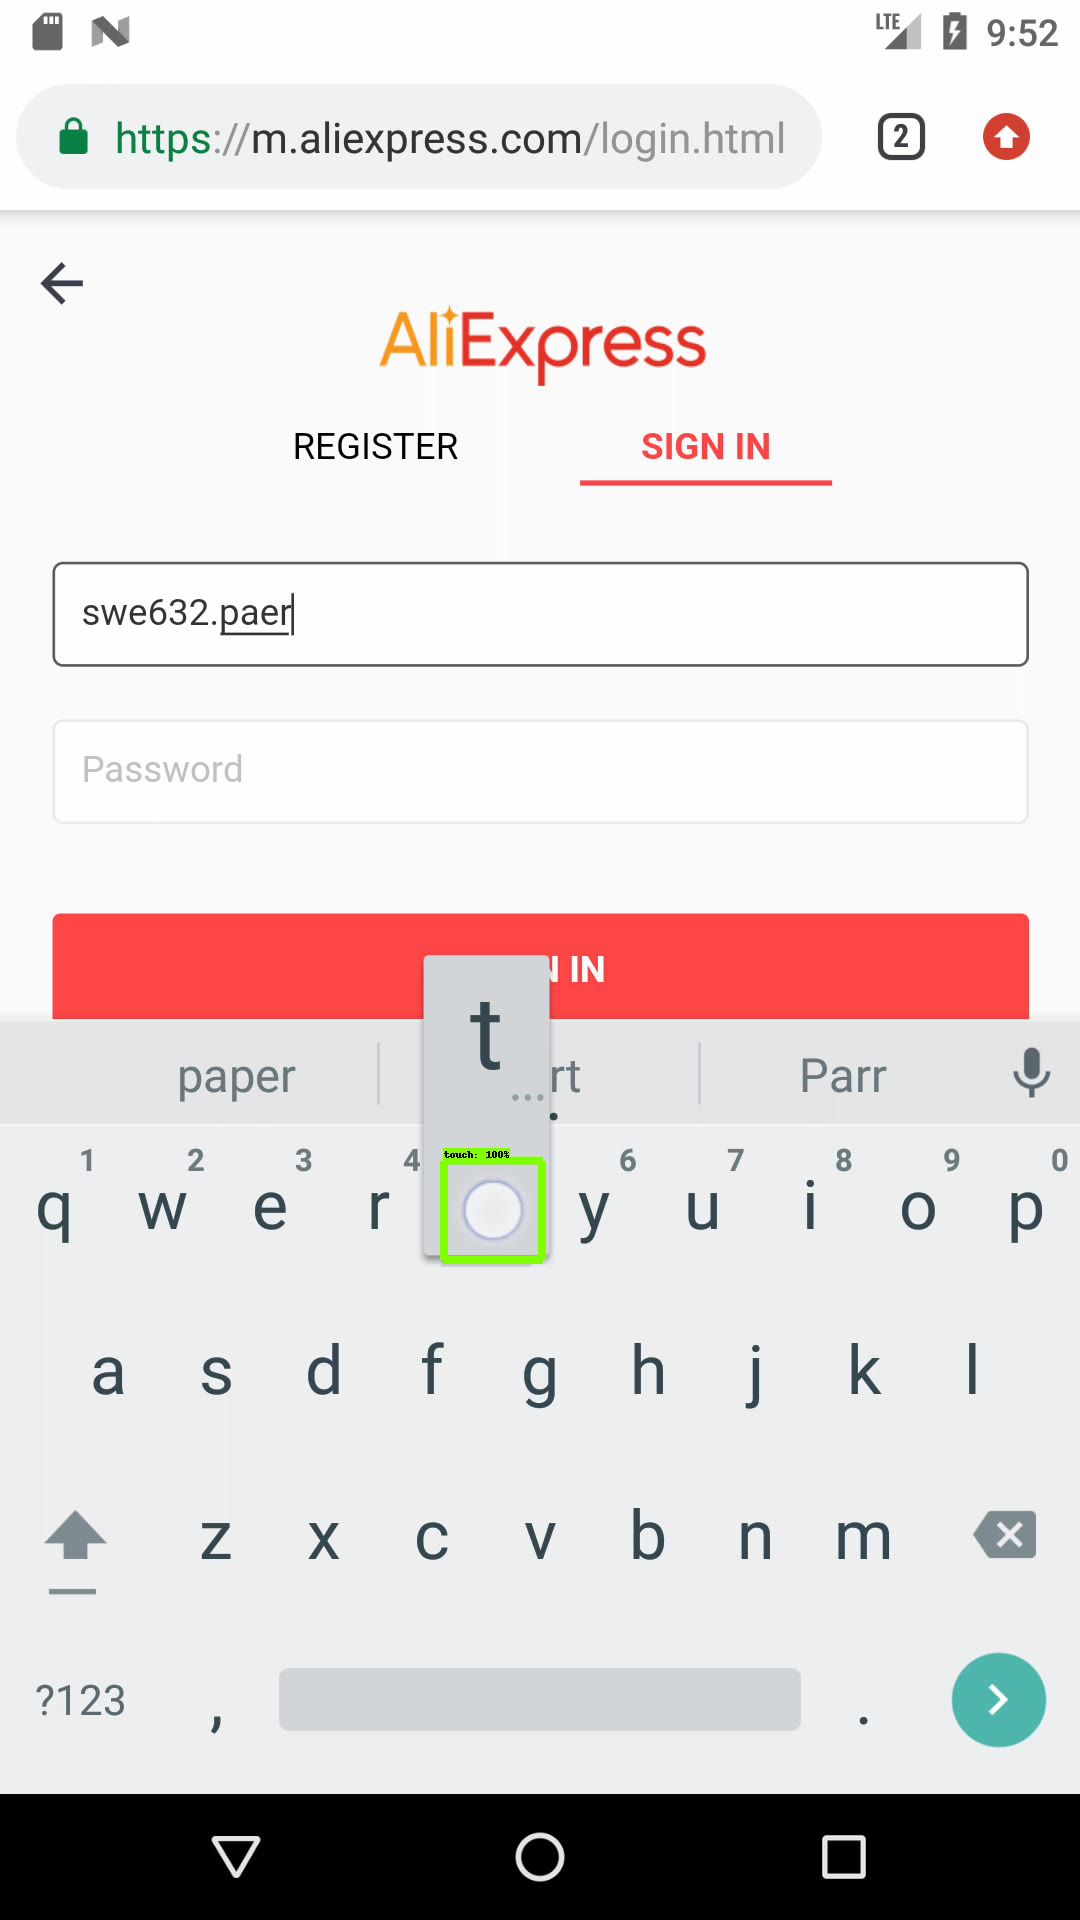 LTE 9:52
https://m.aliexpress.com/login.html 2
AliExpress
REGISTER SIGN IN
swe632.paer
Password
N IN
t
paper rt Parr
touch: 100%
1 2 3 4 6 7 8 9 0
q w e r y u i o p
a s d f g h j k l
z x c v b n m
?123 , .